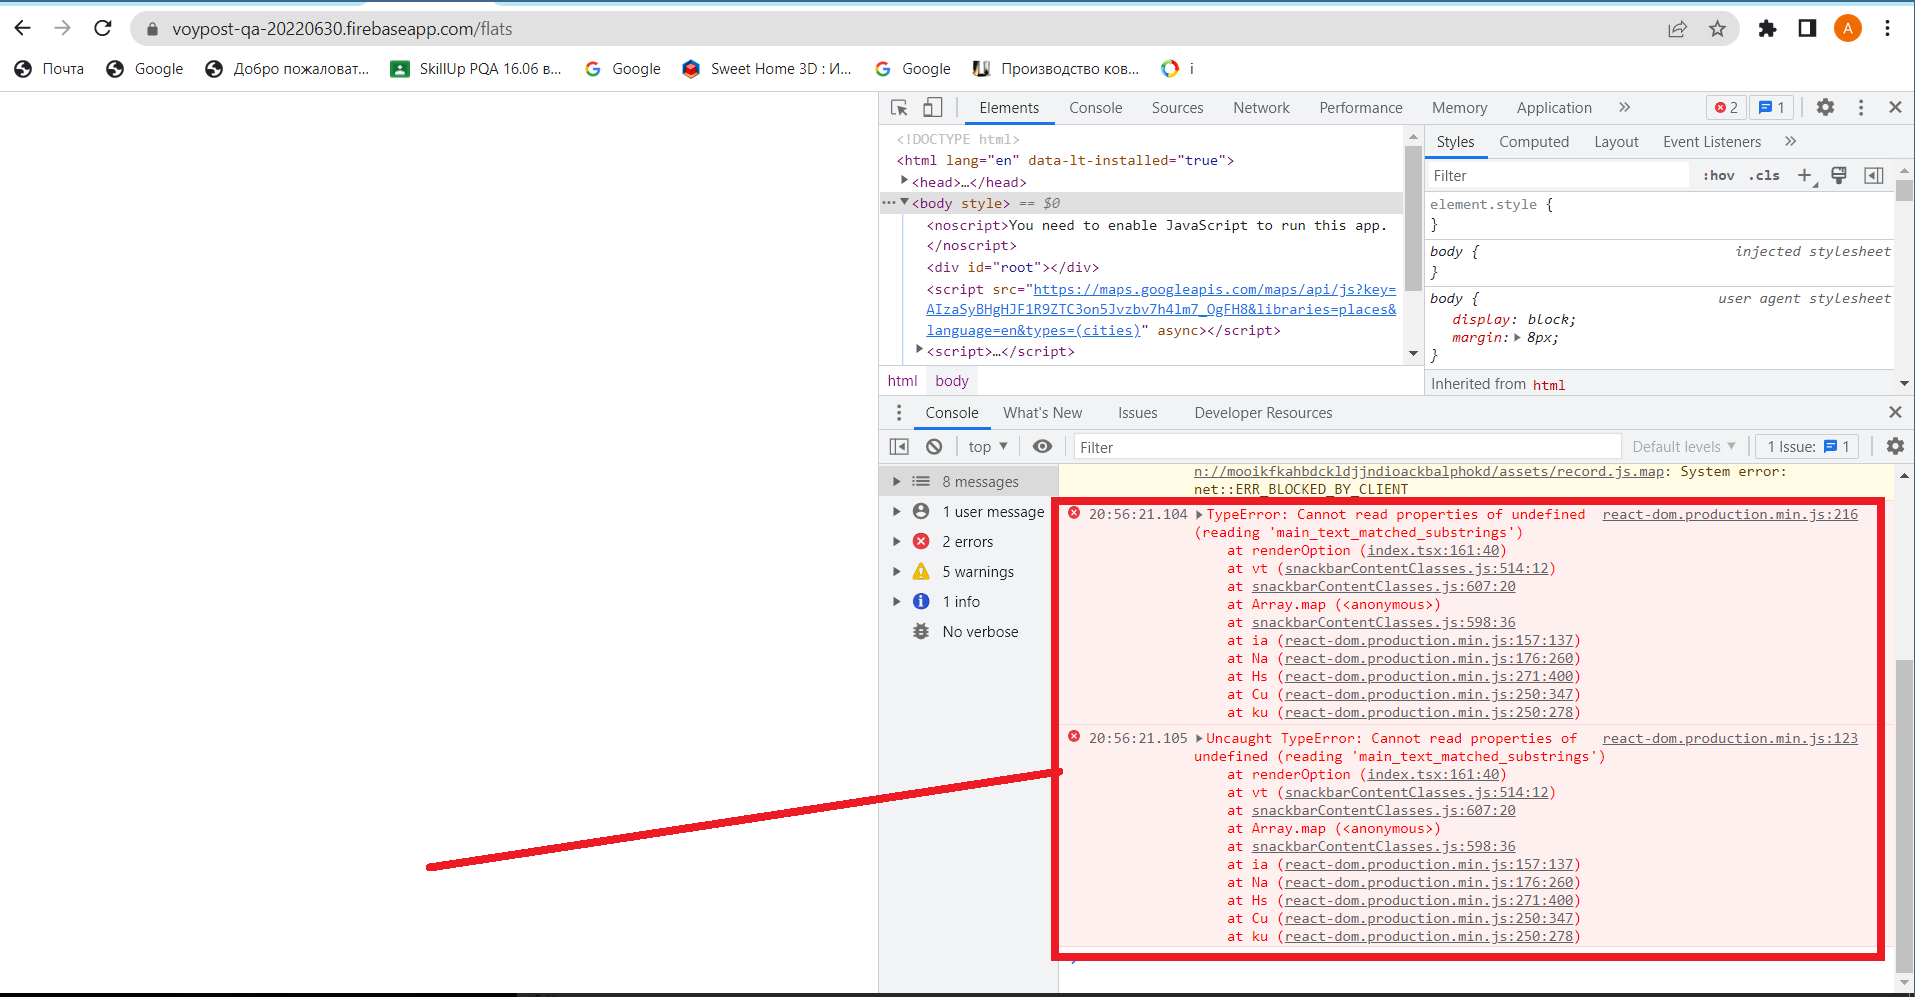 voypost-qa-20220630.firebaseapp.com/flats
A
Почта Google Добро пожаловат... SkillUp PQA 16.06 в... Google Sweet Home 3D : И... Google Производство ков... i
Elements Console Sources Network Performance Memory Application » 2 1
<!DOCTYPE html>
<html lang="en" data-lt-installed="true">
<head>…</head>
<body style> == $0
<noscript>You need to enable JavaScript to run this app.
</noscript>
<div id="root"></div>
<script src="https://maps.googleapis.com/maps/api/js?key=
AIzaSyBHgHJF1R9ZTC3on5Jvzbv7h4lm7_OgFH8&libraries=places&
language=en&types=(cities)" async></script>
<script>…</script>
html body
Styles Computed Layout Event Listeners »
Filter :hov .cls +
element.style {
}
body { injected stylesheet
}
body { user agent stylesheet
display: block;
margin: 8px;
}
Inherited from html
Console What's New Issues Developer Resources
top Filter Default levels 1 Issue: 1
8 messages
1 user message
2 errors
5 warnings
1 info
No verbose
n://mooikfkahbdckldjjndioackbalphokd/assets/record.js.map: System error:
net::ERR_BLOCKED_BY_CLIENT
20:56:21.104 TypeError: Cannot read properties of undefined react-dom.production.min.js:216
(reading 'main_text_matched_substrings')
at renderOption (index.tsx:161:40)
at vt (snackbarContentClasses.js:514:12)
at snackbarContentClasses.js:607:20
at Array.map (<anonymous>)
at snackbarContentClasses.js:598:36
at ia (react-dom.production.min.js:157:137)
at Na (react-dom.production.min.js:176:260)
at Hs (react-dom.production.min.js:271:400)
at Cu (react-dom.production.min.js:250:347)
at ku (react-dom.production.min.js:250:278)
20:56:21.105 Uncaught TypeError: Cannot read properties of react-dom.production.min.js:123
undefined (reading 'main_text_matched_substrings')
at renderOption (index.tsx:161:40)
at vt (snackbarContentClasses.js:514:12)
at snackbarContentClasses.js:607:20
at Array.map (<anonymous>)
at snackbarContentClasses.js:598:36
at ia (react-dom.production.min.js:157:137)
at Na (react-dom.production.min.js:176:260)
at Hs (react-dom.production.min.js:271:400)
at Cu (react-dom.production.min.js:250:347)
at ku (react-dom.production.min.js:250:278)